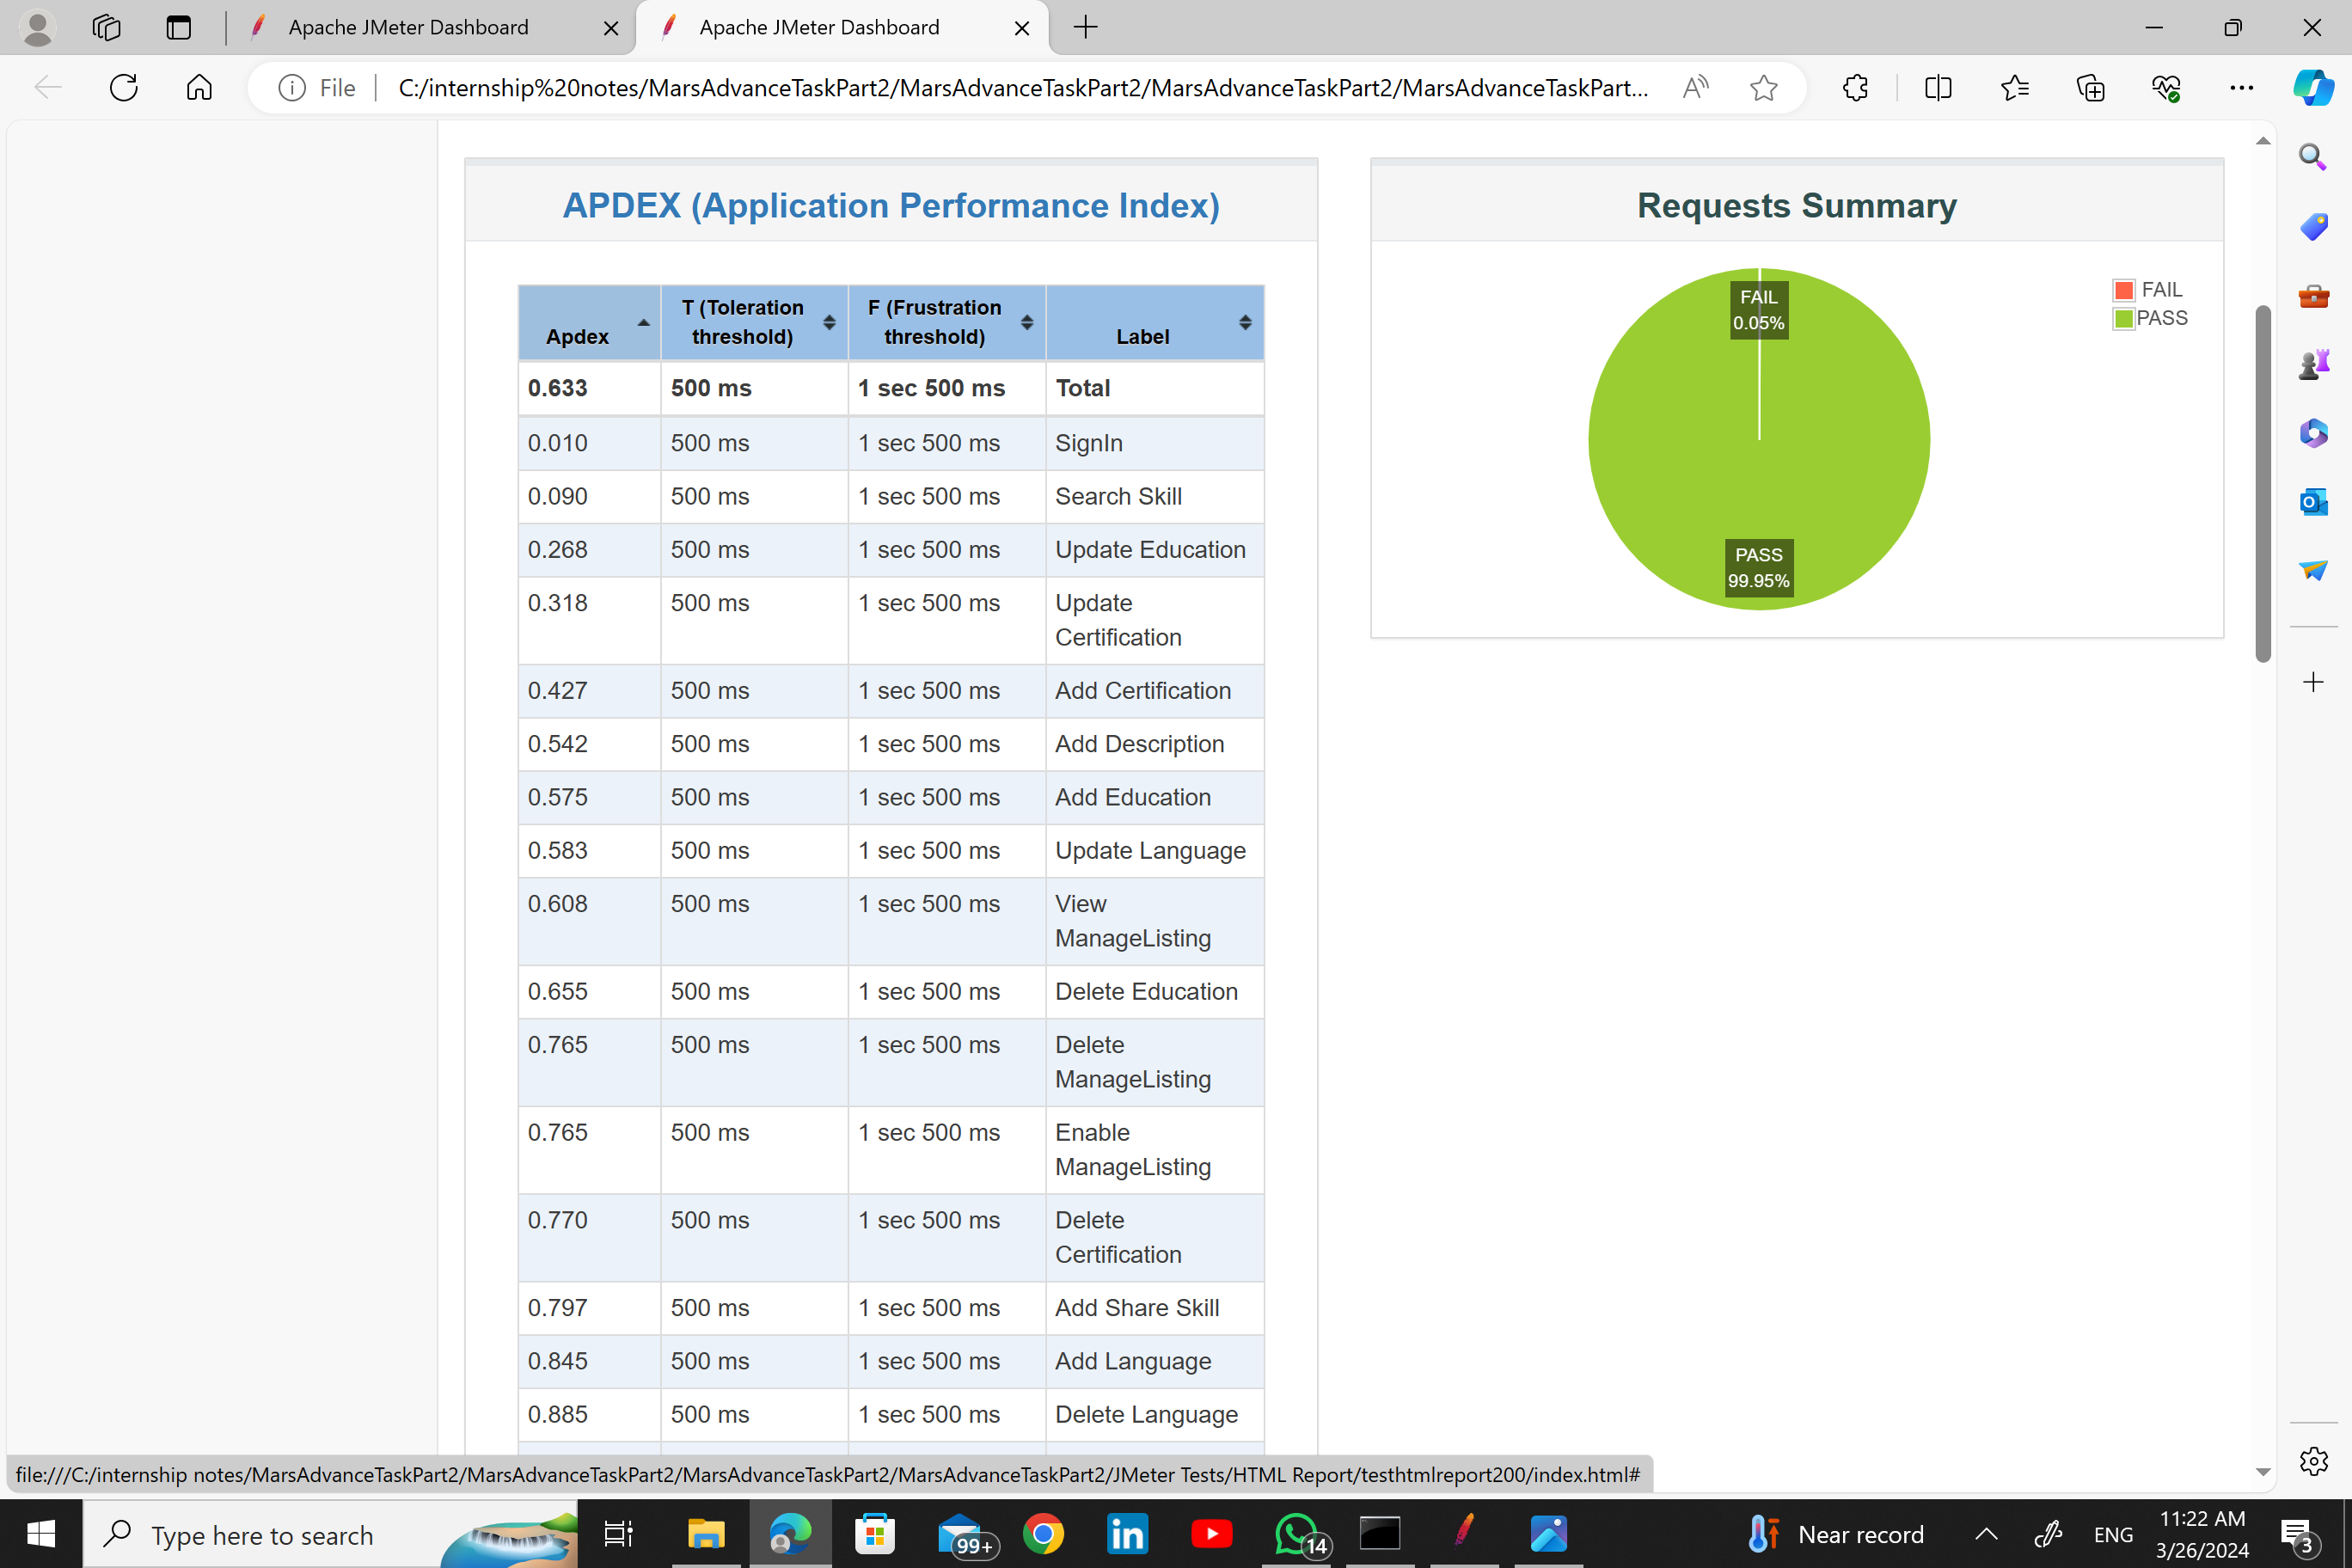 Apache JMeter Dashboard
Apache JMeter Dashboard
File
C:/internship%20notes/MarsAdvanceTaskPart2/MarsAdvanceTaskPart2/MarsAdvanceTaskPart2/MarsAdvanceTaskPart...
APDEX (Application Performance Index)
Apdex T (Toleration threshold) F (Frustration threshold) Label
0.633 500 ms 1 sec 500 ms Total
0.010 500 ms 1 sec 500 ms SignIn
0.090 500 ms 1 sec 500 ms Search Skill
0.268 500 ms 1 sec 500 ms Update Education
0.318 500 ms 1 sec 500 ms Update
Certification
0.427 500 ms 1 sec 500 ms Add Certification
0.542 500 ms 1 sec 500 ms Add Description
0.575 500 ms 1 sec 500 ms Add Education
0.583 500 ms 1 sec 500 ms Update Language
0.608 500 ms 1 sec 500 ms View
ManageListing
0.655 500 ms 1 sec 500 ms Delete Education
0.765 500 ms 1 sec 500 ms Delete
ManageListing
0.765 500 ms 1 sec 500 ms Enable
ManageListing
0.770 500 ms 1 sec 500 ms Delete
Certification
0.797 500 ms 1 sec 500 ms Add Share Skill
0.845 500 ms 1 sec 500 ms Add Language
0.885 500 ms 1 sec 500 ms Delete Language
Requests Summary
FAIL
0.05%
PASS
99.95%
FAIL
PASS
file:///C:/internship notes/MarsAdvanceTaskPart2/MarsAdvanceTaskPart2/MarsAdvanceTaskPart2/MarsAdvanceTaskPart2/JMeter Tests/HTML Report/testhtmlreport200/index.html#
Type here to search
99+
14
Near record
ENG
11:22 AM
3/26/2024
3